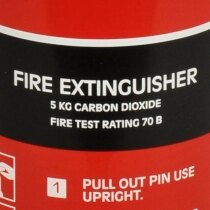 FIRE EXTINGUISHER
5 KG CARBON DIOXIDE
FIRE TEST RATING 70 B
1 PULL OUT PIN USE
UPRIGHT.